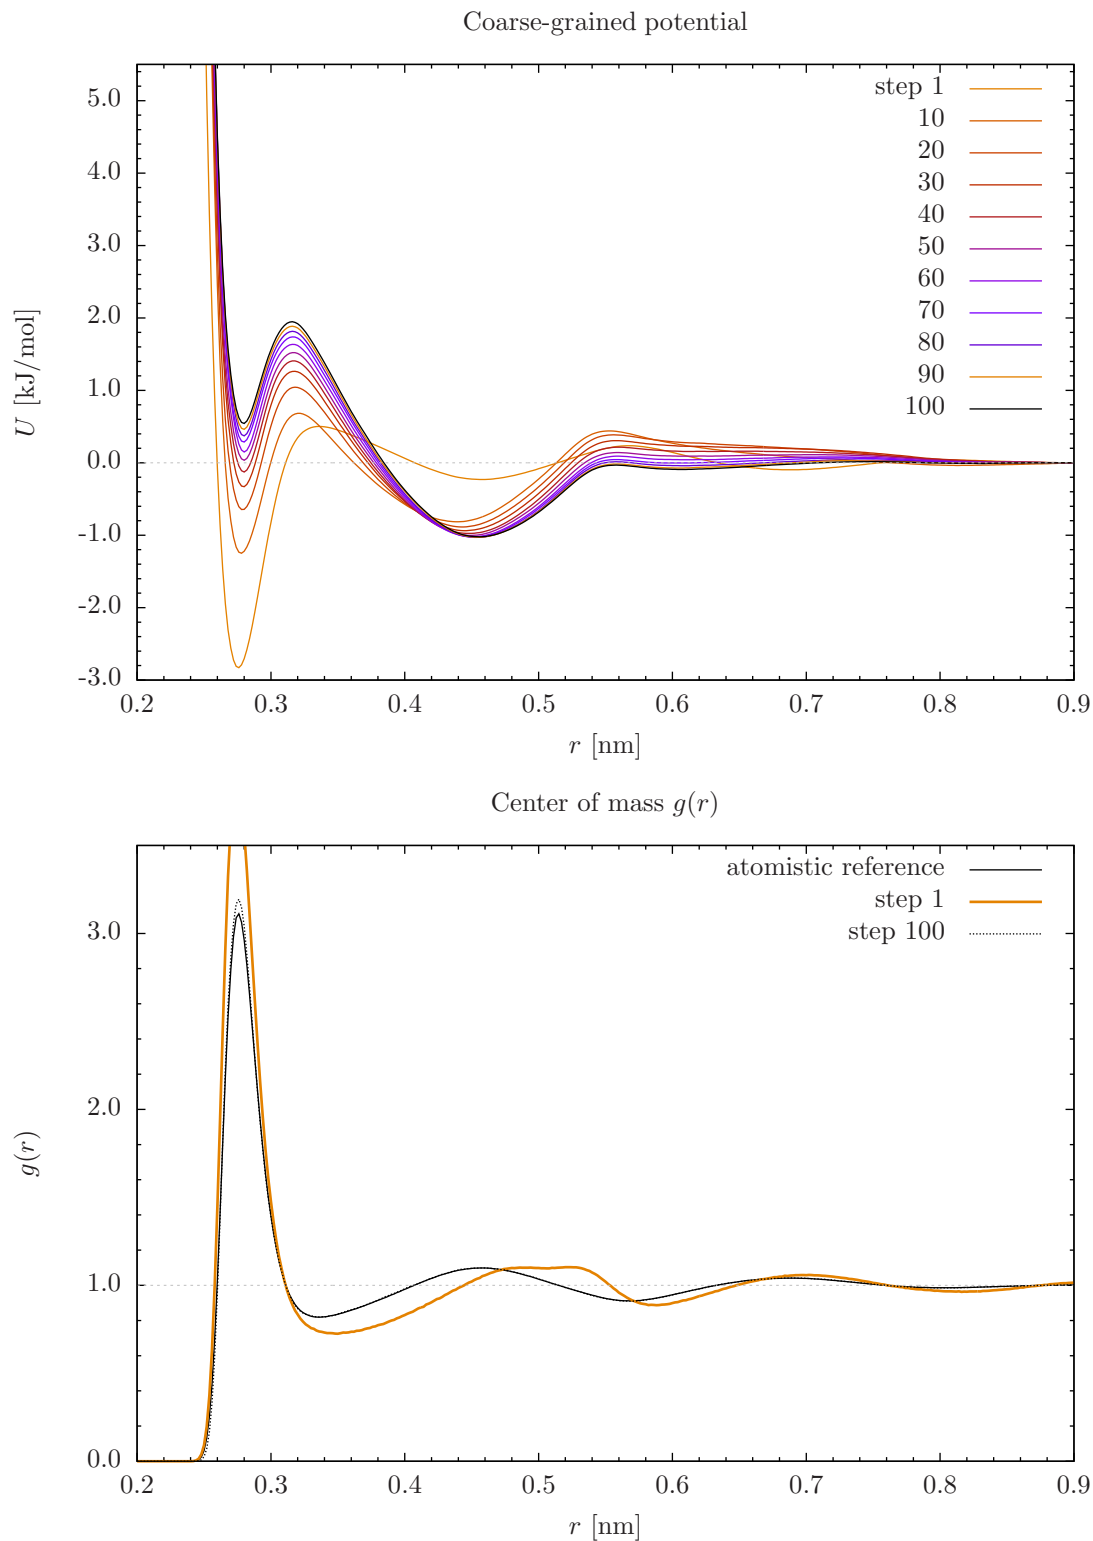 Coarse-grained potential
5.0
4.0
3.0
2.0
1.0
0.0
-1.0
-2.0
-3.0
U [kJ/mol]
step 1
10
20
30
40
50
60
70
80
90
100
0.2 0.3 0.4 0.5 0.6 0.7 0.8 0.9
r [nm]
Center of mass g(r)
3.0
2.0
1.0
0.0
g(r)
atomistic reference
step 1
step 100
0.2 0.3 0.4 0.5 0.6 0.7 0.8 0.9
r [nm]